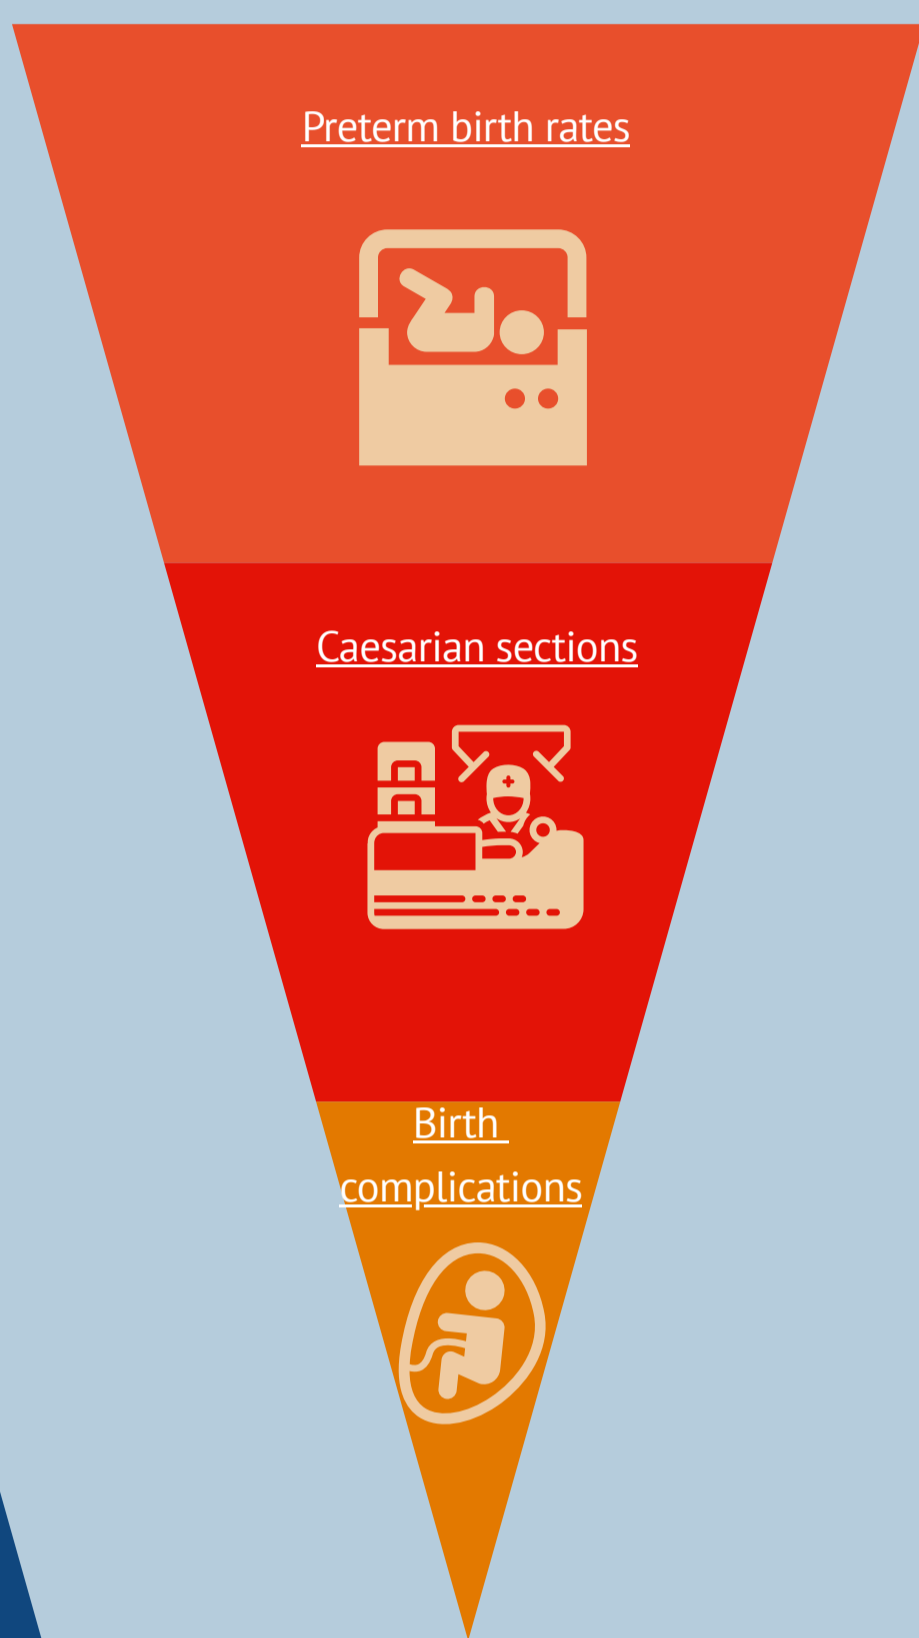 Preterm birth rates
Caesarian sections
Birth
complications